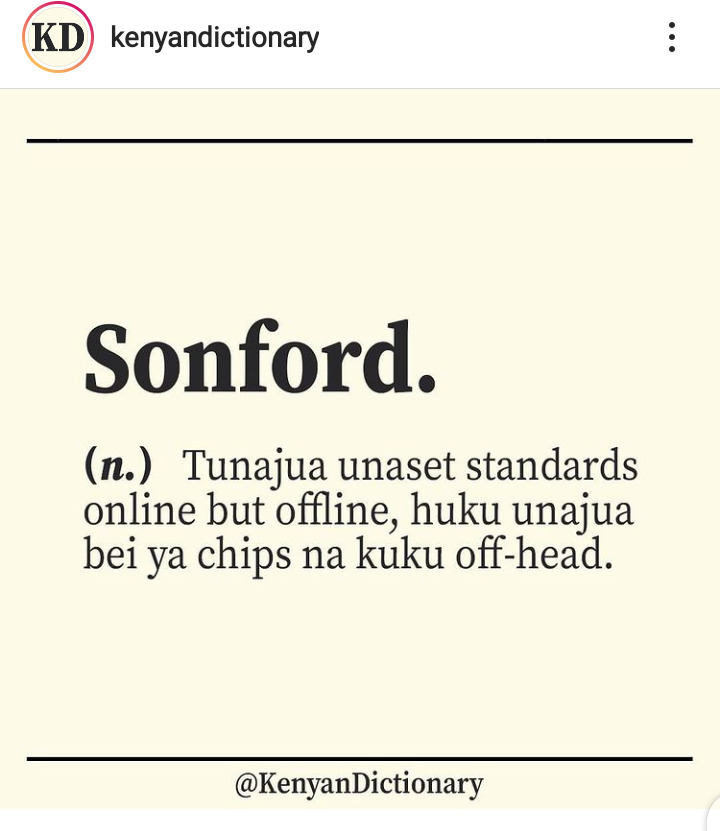 KD kenyandictionary
Sonford.
(n.) Tunajua unaset standards
online but offline, huku unajua
bei ya chips na kuku off-head.
@KenyanDictionary